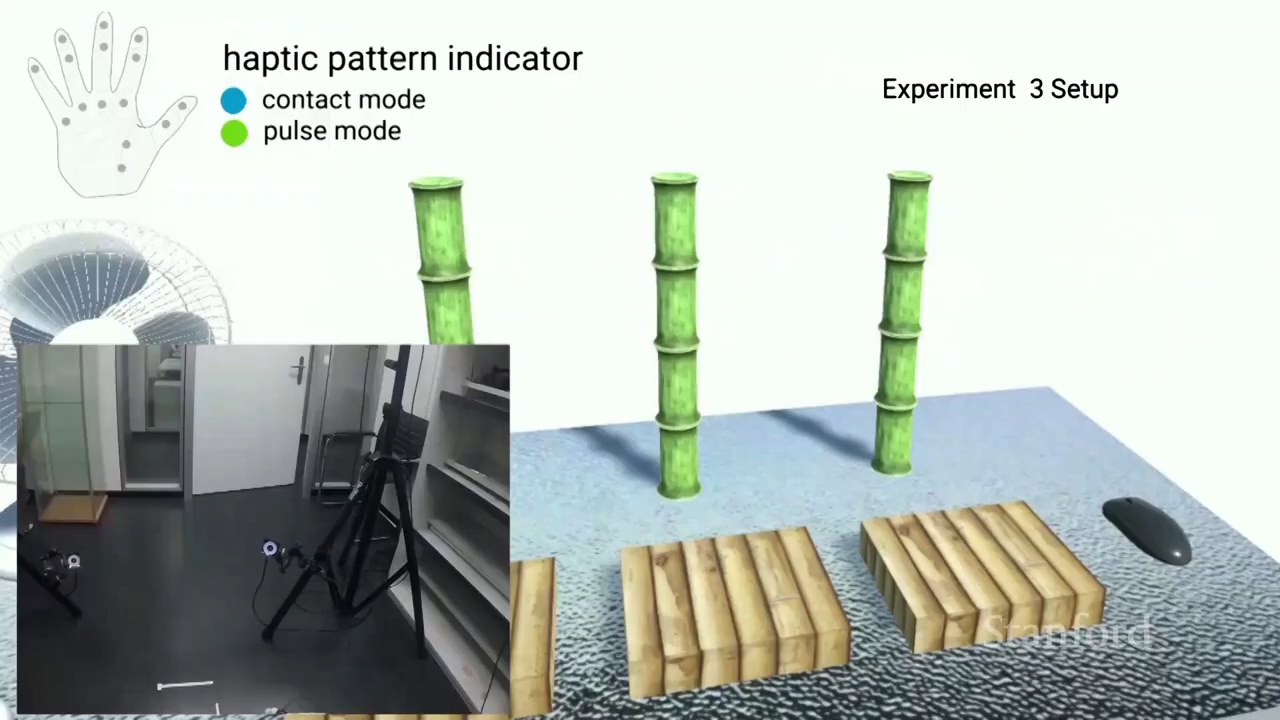 haptic pattern indicator
contact mode
pulse mode
Experiment 3 Setup
Stanford